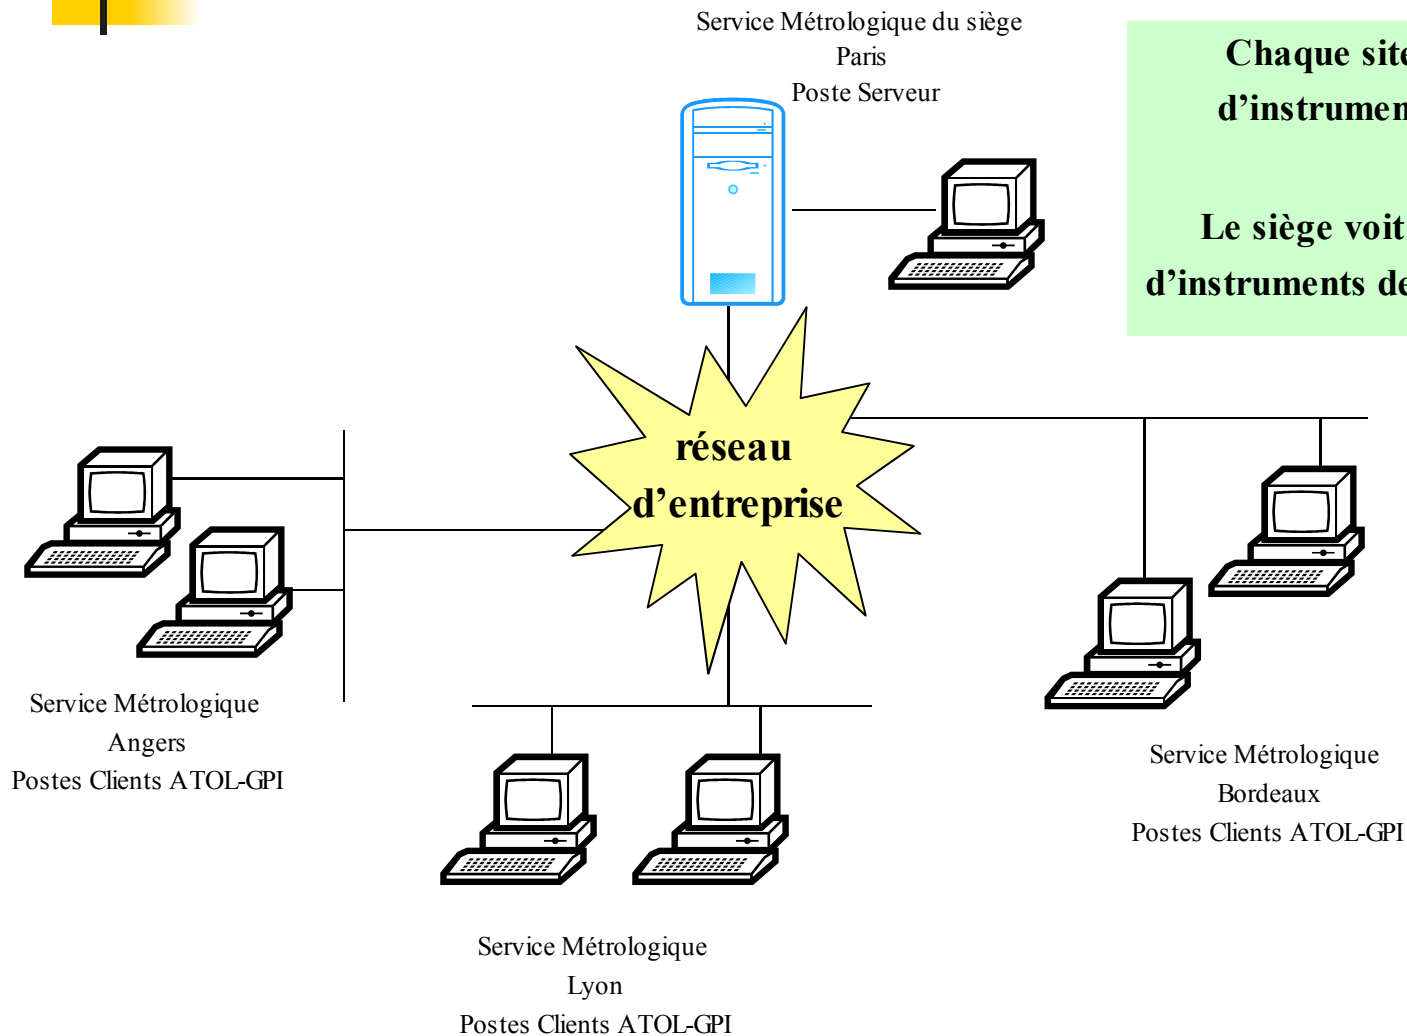 Service Métrologique du siège
Paris
Poste Serveur
Chaque site
d’instrumen
Le siège voit
d’instruments de
réseau
d’entreprise
Service Métrologique
Angers
Postes Clients ATOL-GPI
Service Métrologique
Bordeaux
Postes Clients ATOL-GPI
Service Métrologique
Lyon
Postes Clients ATOL-GPI